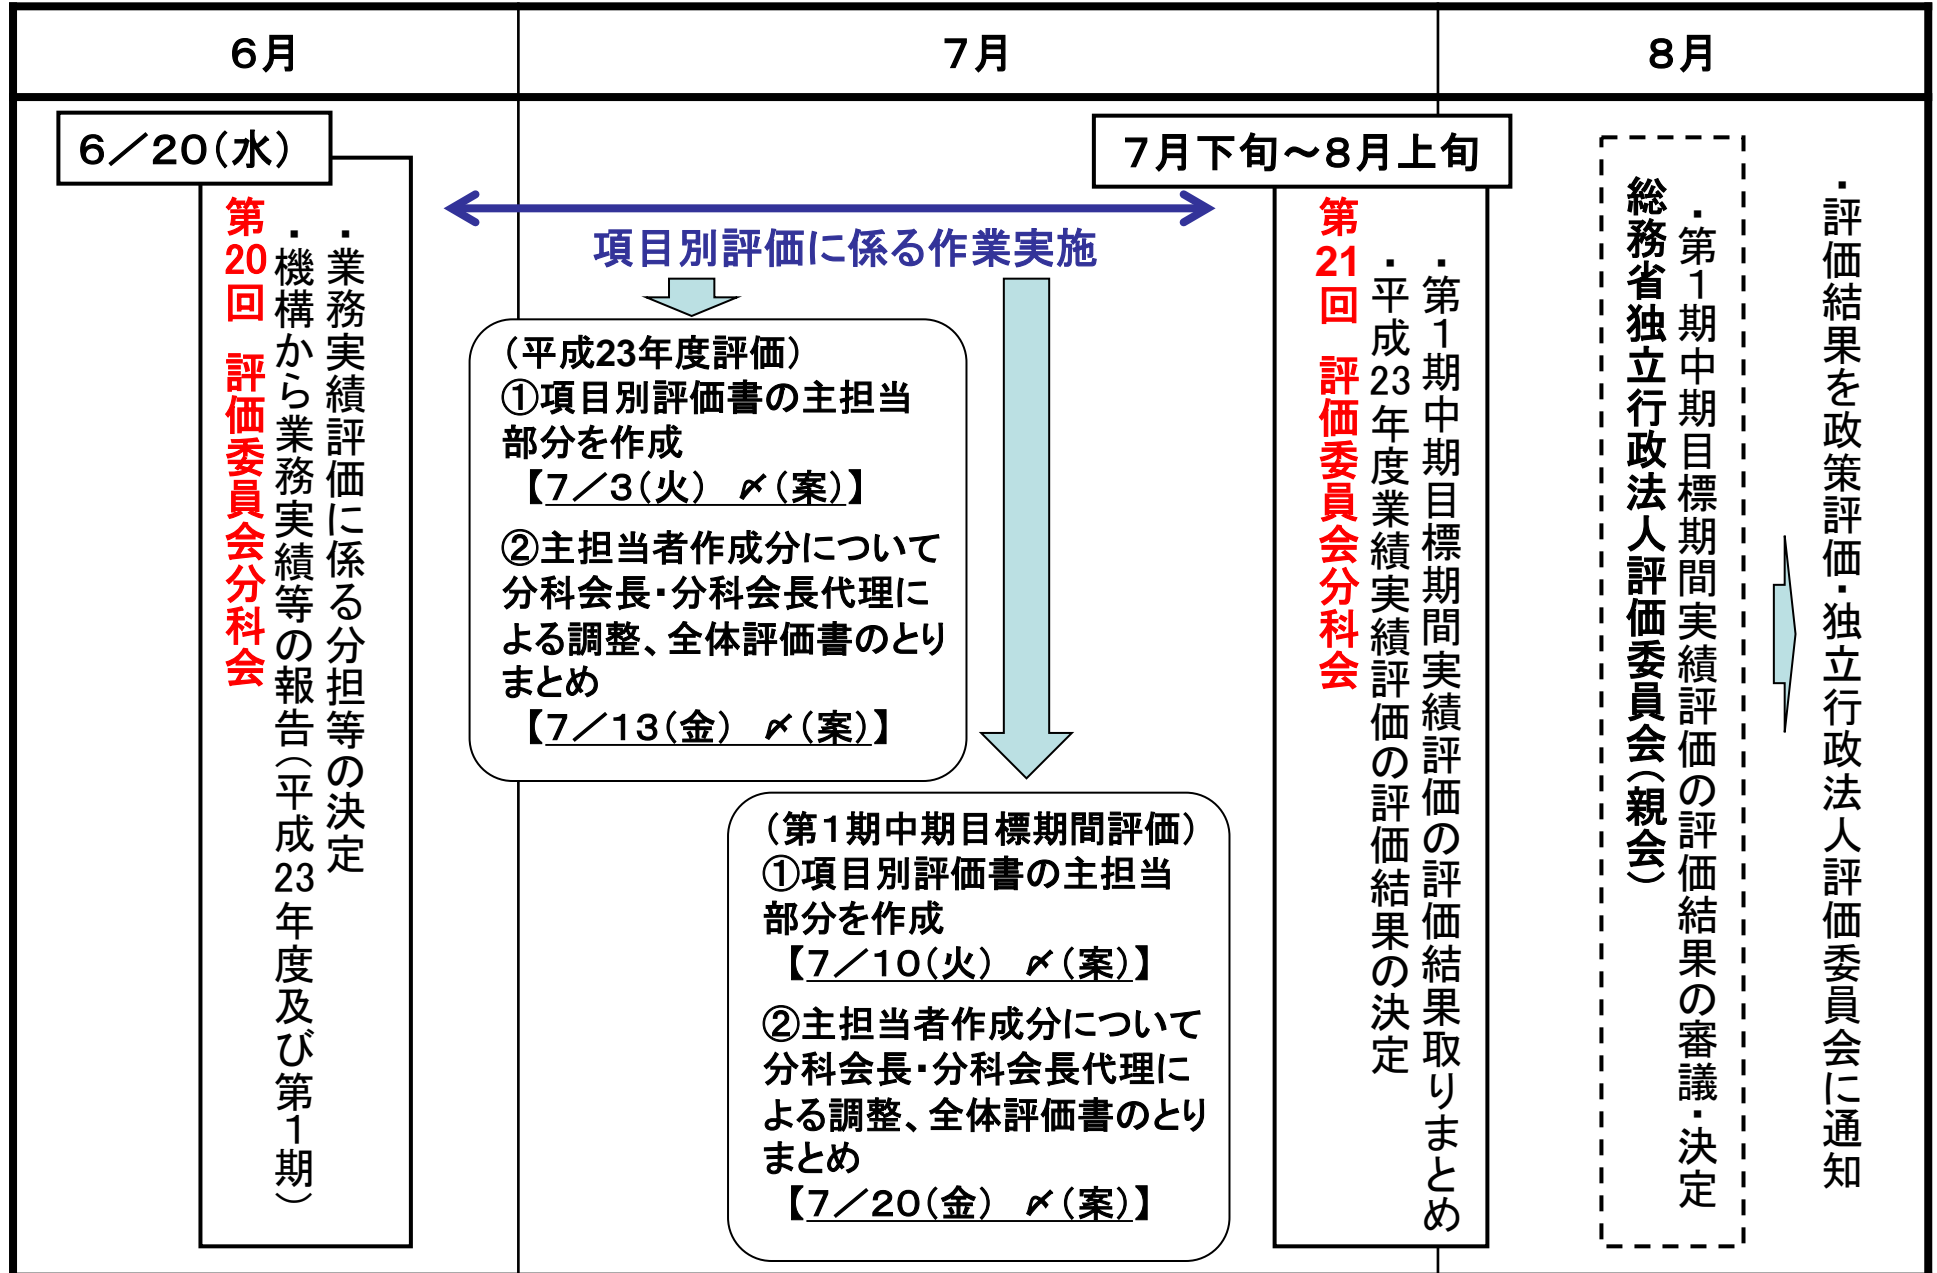 6月
7月
8月
6／20(水)
第20回　評価委員会分科会
・機構から業務実績等の報告(平成23年度及び第1期)
・業務実績評価に係る分担等の決定
項目別評価に係る作業実施
(平成23年度評価)
①項目別評価書の主担当
部分を作成
【7／3(火)　〆(案)】
②主担当者作成分について
分科会長・分科会長代理に
よる調整、全体評価書のとり
まとめ
【7／13(金)　〆(案)】
(第1期中期目標期間評価)
①項目別評価書の主担当
部分を作成
【7／10(火)　〆(案)】
②主担当者作成分について
分科会長・分科会長代理に
よる調整、全体評価書のとり
まとめ
【7／20(金)　〆(案)】
7月下旬～8月上旬
第21回　評価委員会分科会
・平成23年度業績実績評価の評価結果の決定
・第1期中期目標期間実績評価の評価結果取りまとめ
総務省独立行政法人評価委員会(親会)
・第1期中期目標期間実績評価の評価結果の審議・決定
・評価結果を政策評価・独立行政法人評価委員会に通知